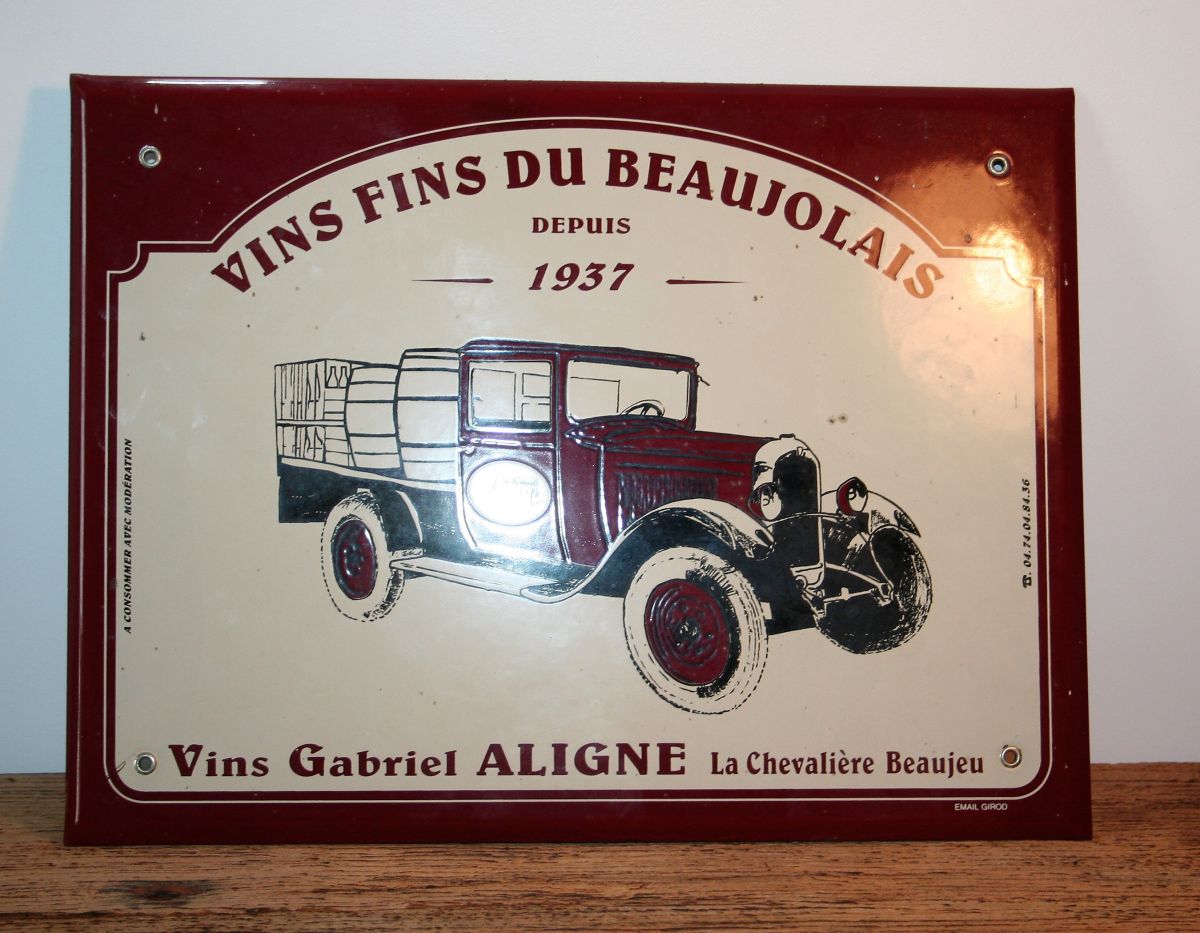 VINS FINS DU BEAUJOLAIS
DEPUIS
1937
A CONSOMMER AVEC MODÉRATION
☎. 04.74.04.84.36
Vins Gabriel ALIGNE La Chevalière Beaujeu
EMAIL GIROD